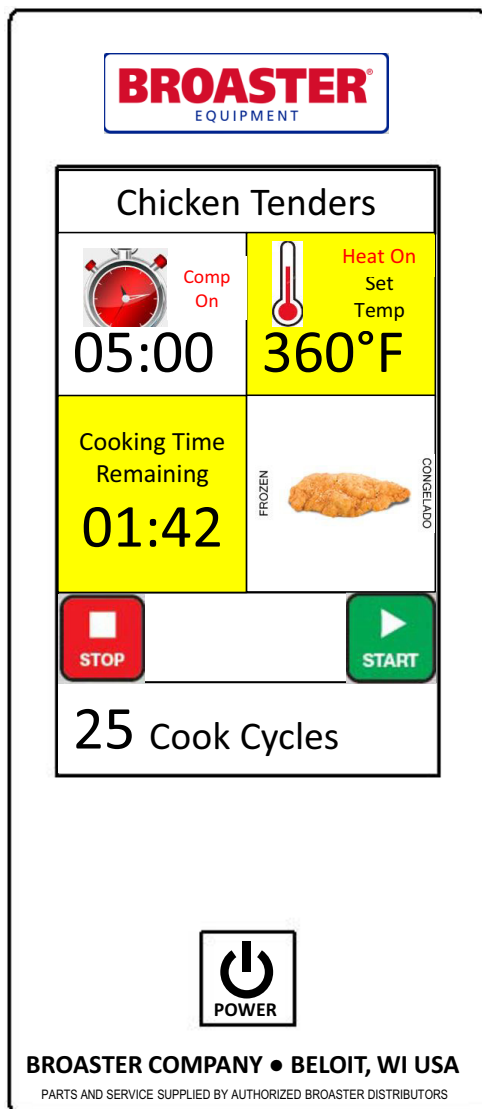 BROASTER®
EQUIPMENT
Chicken Tenders
Comp
On
05:00
Heat On
Set
Temp
360°F
Cooking Time
Remaining
01:42
FROZEN
CONGELADO
STOP
START
25 Cook Cycles
POWER
BROASTER COMPANY ● BELOIT, WI USA
PARTS AND SERVICE SUPPLIED BY AUTHORIZED BROASTER DISTRIBUTORS